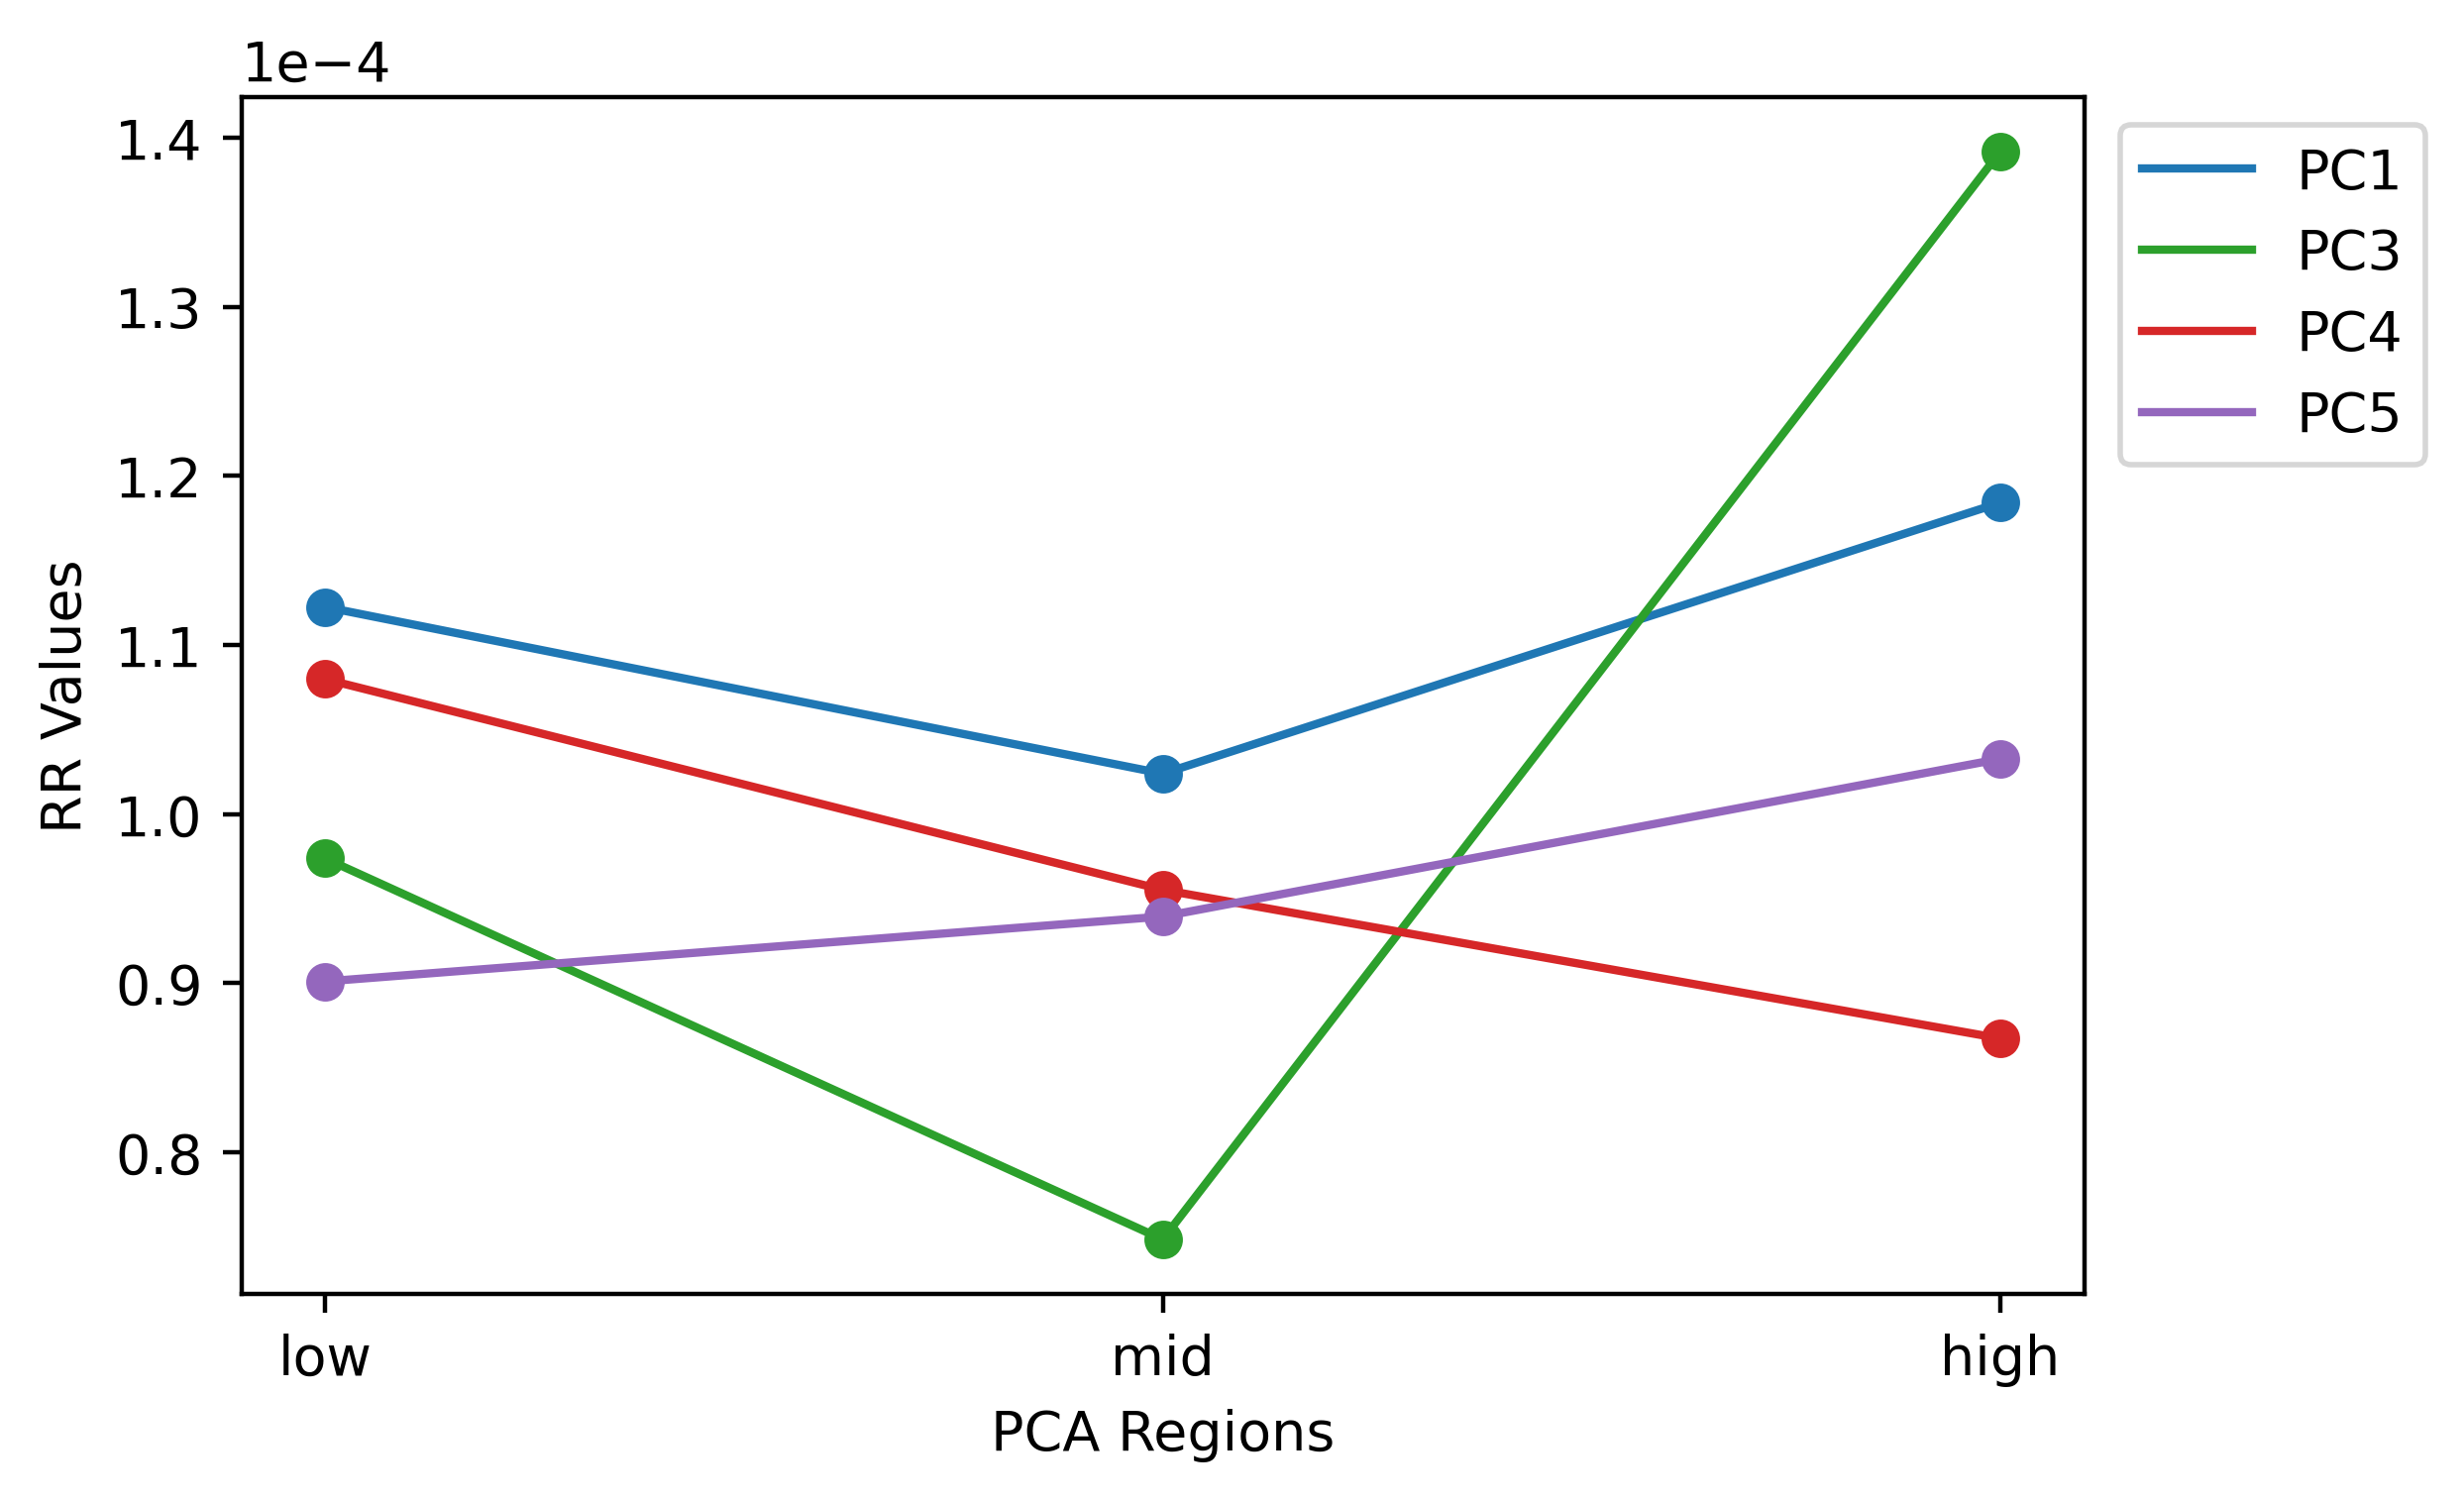 1e−4
1.4
1.3
1.2
1.1
1.0
0.9
0.8
RR Values
low
mid
high
PCA Regions
PC1
PC3
PC4
PC5